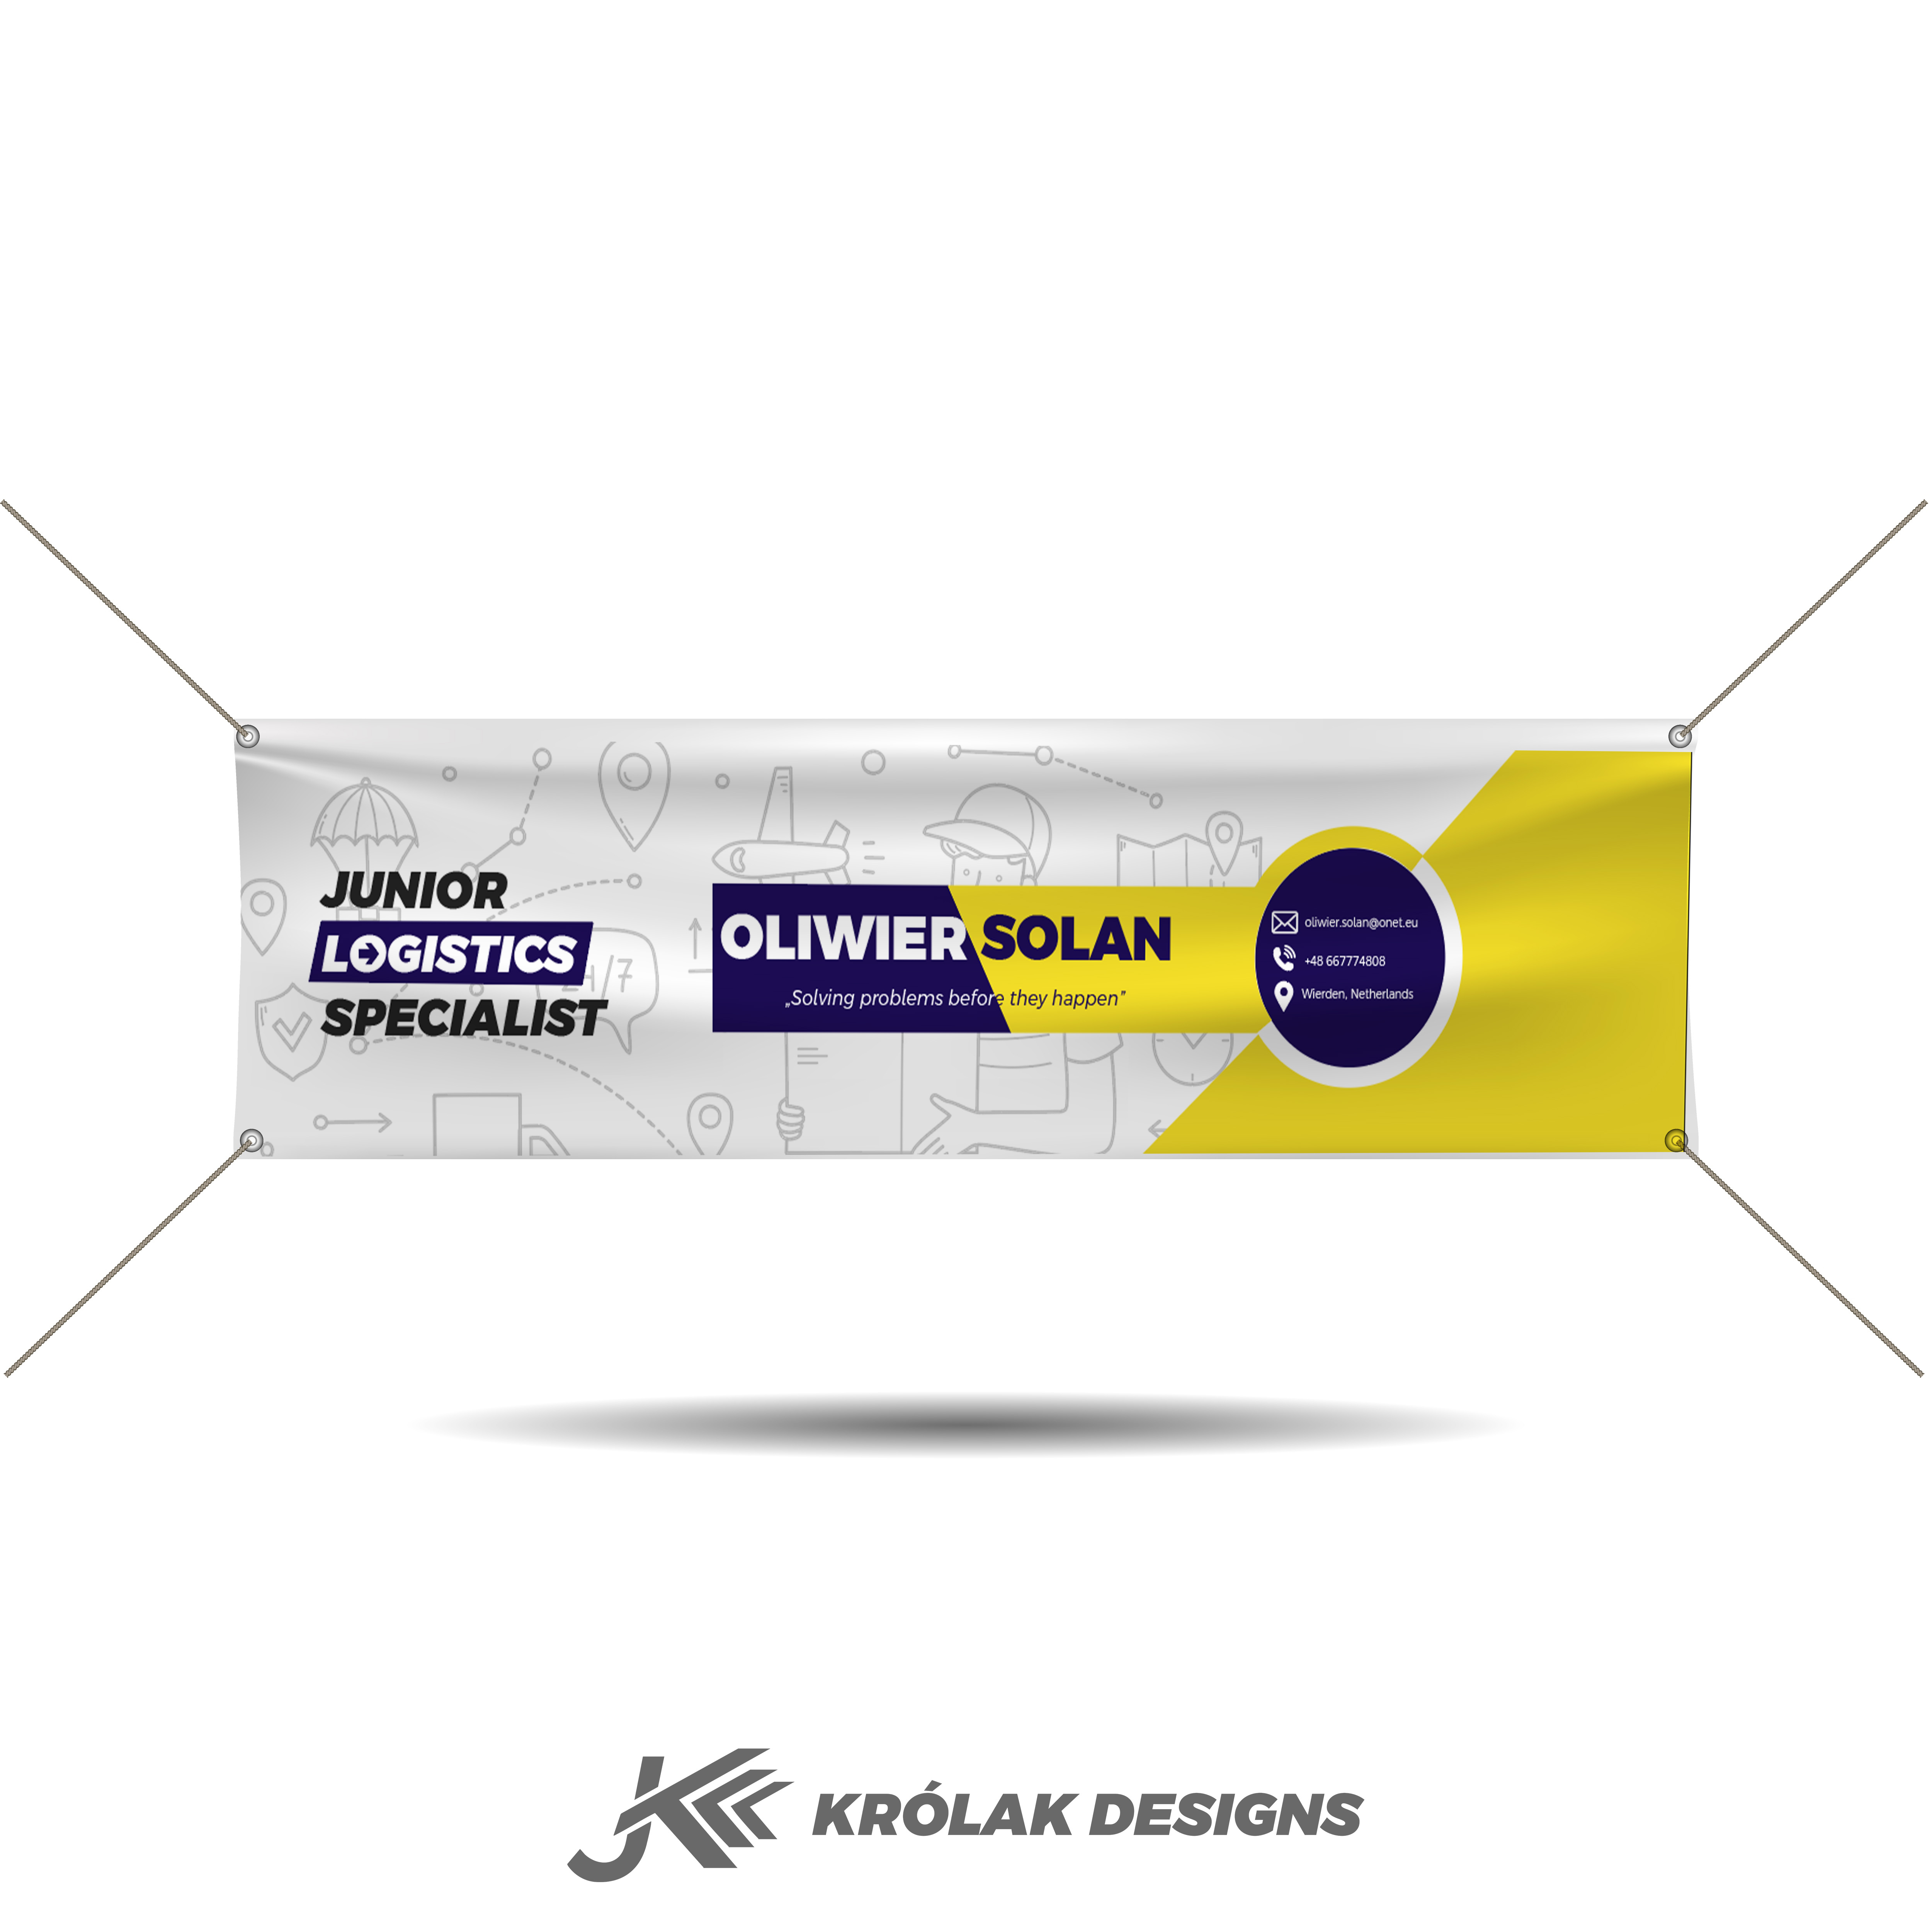 JUNIOR
LOGISTICS
SPECIALIST
24/7
OLIWIER SOLAN
„Solving problems before they happen”
oliwier.solan@onet.eu
+48 667774808
Wierden, Netherlands
KRÓLAK DESIGNS